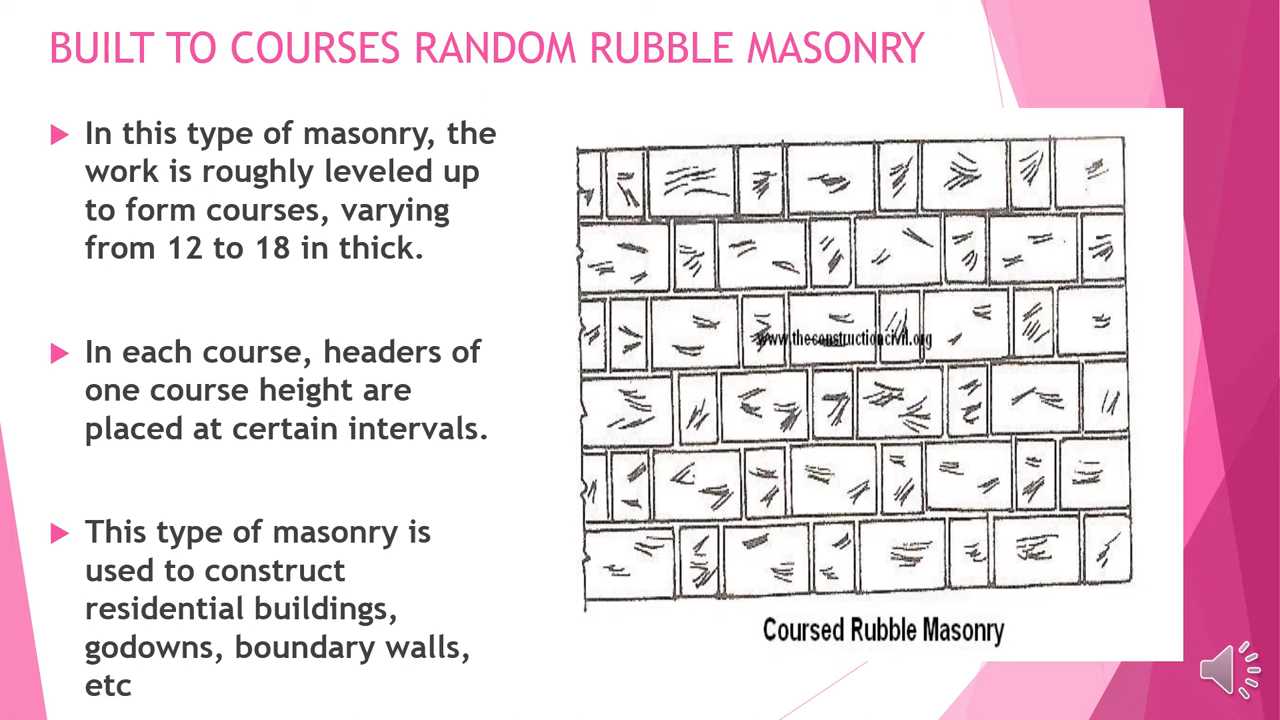 BUILT TO COURSES RANDOM RUBBLE MASONRY
In this type of masonry, the
work is roughly leveled up
to form courses, varying
from 12 to 18 in thick.
In each course, headers of
one course height are
placed at certain intervals.
This type of masonry is
used to construct
residential buildings,
godowns, boundary walls,
etc
www.theconstructioncivil.org
Coursed Rubble Masonry